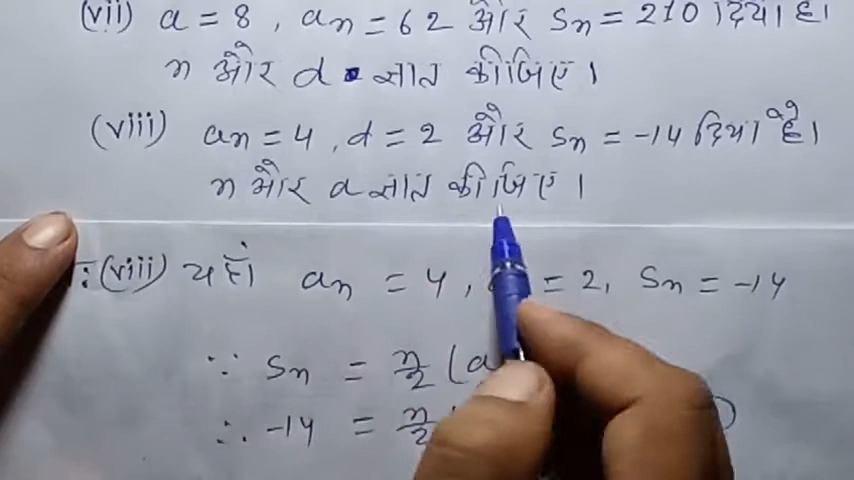 (vii) a = 8 , an = 62 और Sn = 210 दिया है।
n और d ज्ञात कीजिए।
(viii) an = 4 , d = 2 और Sn = -14 दिया है।
n और a ज्ञात कीजिए।
:(viii) यहाँ an = 4, = 2, Sn = -14
∵ Sn = n/2 (a
∴ -14 = n/2